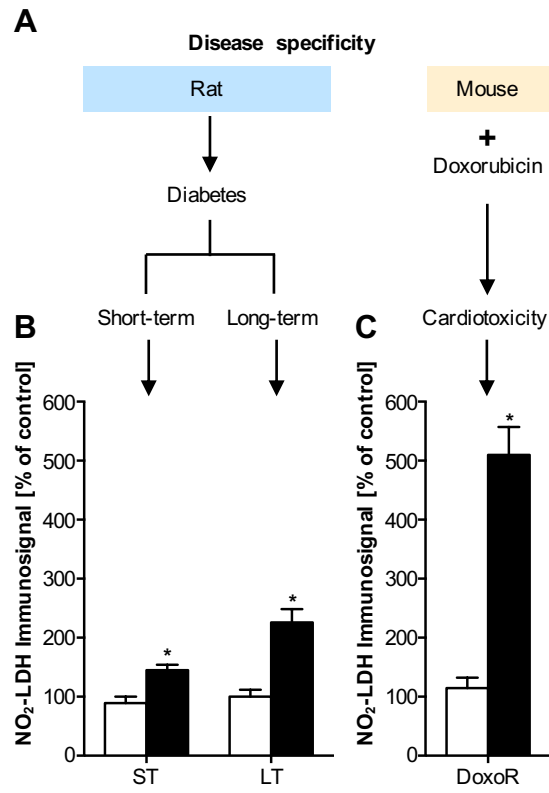 A
Disease specificity
Rat
Mouse
+
Doxorubicin
Diabetes
Short-term
Long-term
Cardiotoxicity
B
NO₂-LDH Immunosignal [% of control]
600
500
400
300
200
100
0
*
*
ST
LT
C
NO₂-LDH Immunosignal [% of control]
600
500
400
300
200
100
0
*
DoxoR